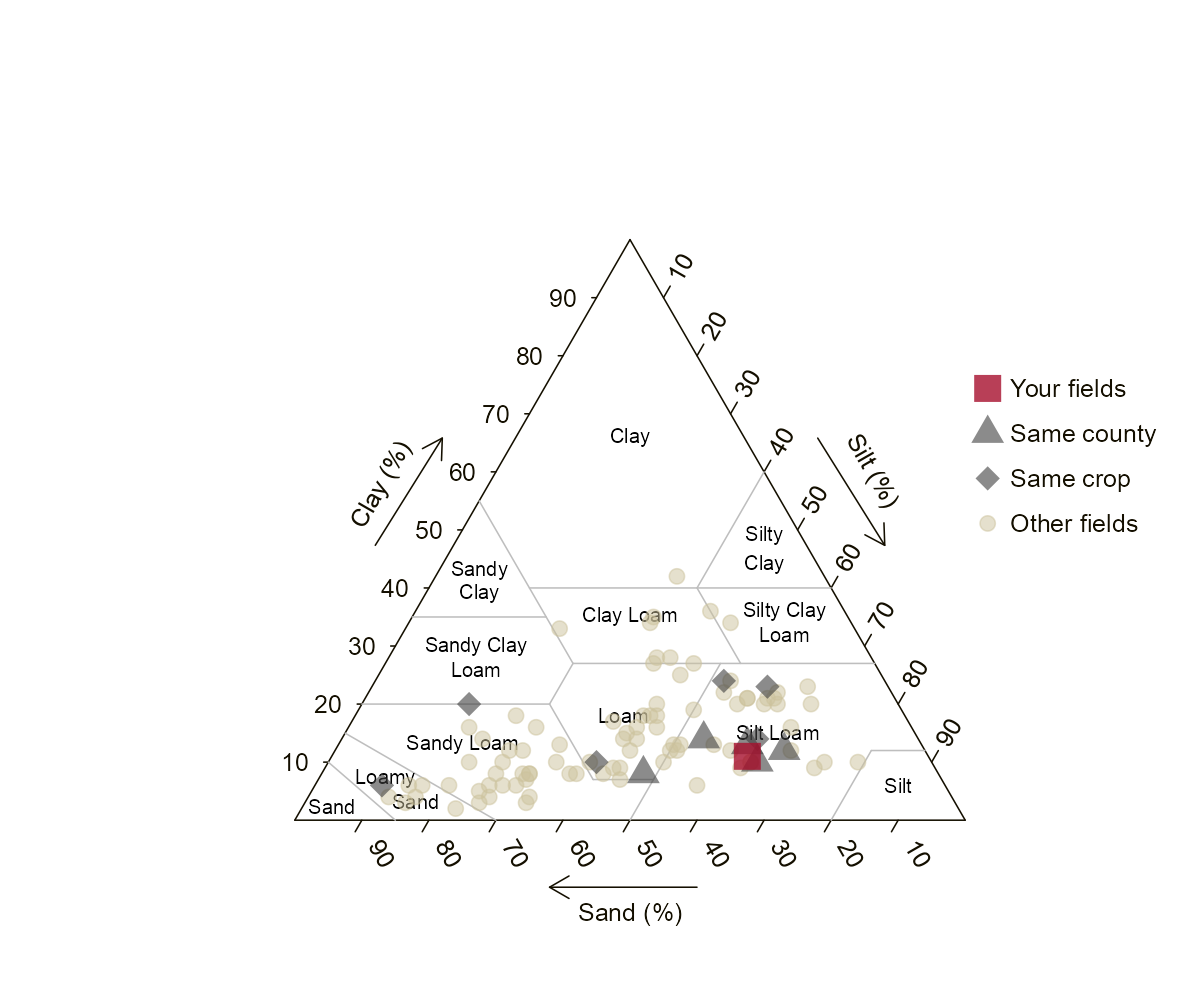 10
90
20
80
30
Your fields
70
40
Same county
Clay
Clay (%)
Silt (%)
60
Same crop
50
50
Other fields
Silty
Clay
60
Sandy
Clay
40
Silty Clay
Loam
Clay Loam
70
30
Sandy Clay
Loam
80
20
Loam
Silt Loam
90
Sandy Loam
10
Loamy
Sand
Silt
Sand
90
80
70
60
50
40
30
20
10
Sand (%)